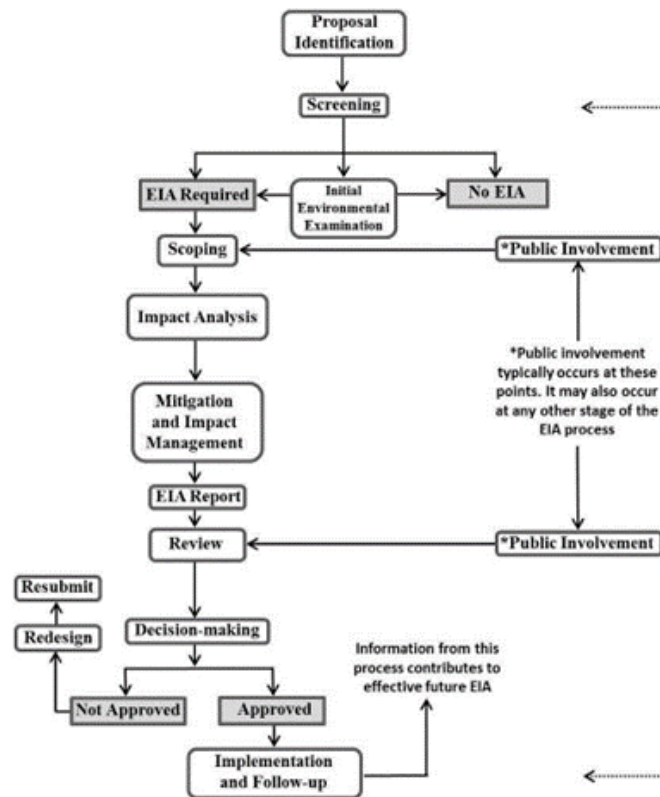 Proposal
Identification
Screening
EIA Required
Initial
Environmental
Examination
No EIA
Scoping
*Public Involvement
Impact Analysis
*Public involvement
typically occurs at these
points. It may also occur
at any other stage of the
EIA process
Mitigation
and Impact
Management
EIA Report
Review
*Public Involvement
Resubmit
Redesign
Decision-making
Information from this
process contributes to
effective future EIA
Not Approved
Approved
Implementation
and Follow-up